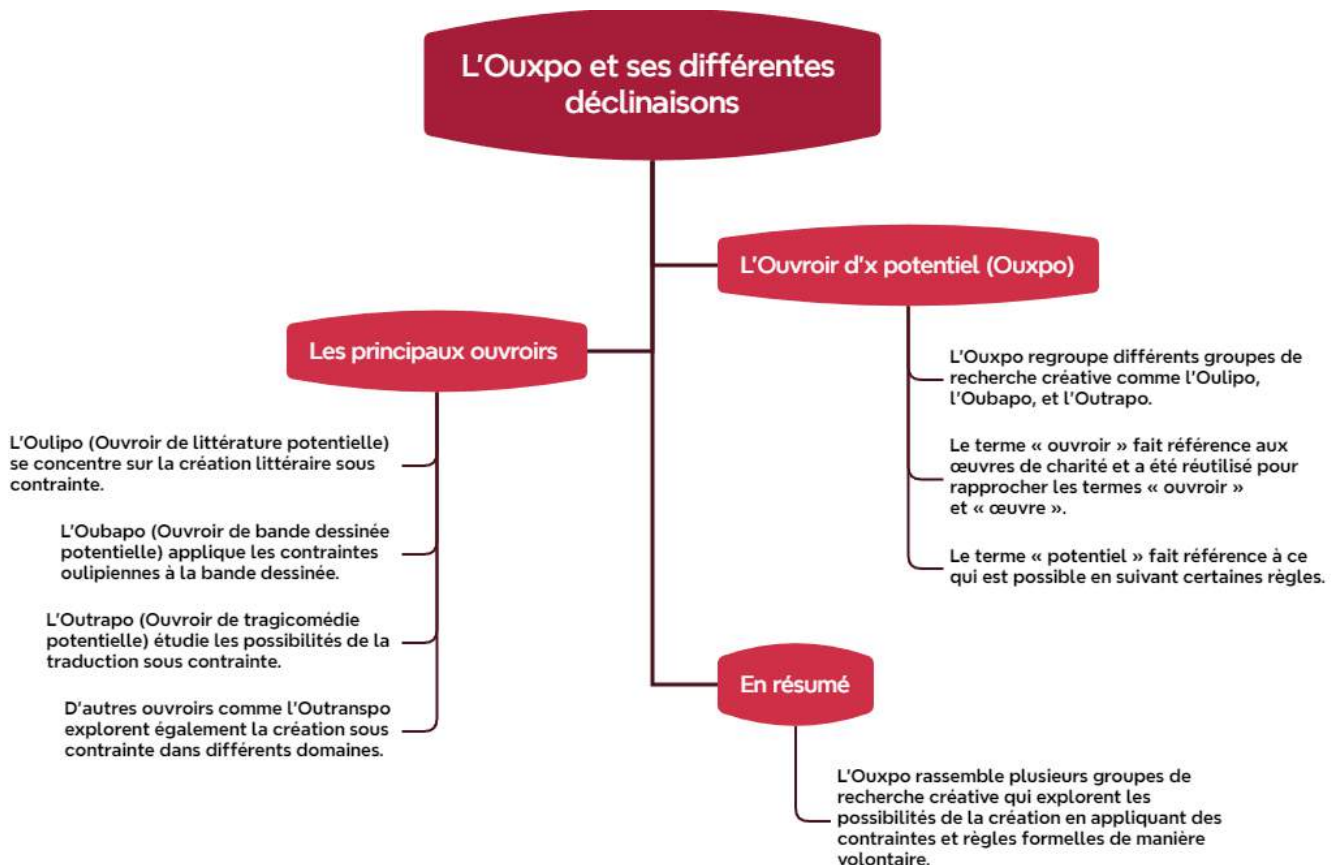 L'Ouxpo et ses différentes
déclinaisons
L'Ouvroir d'x potentiel (Ouxpo)
L'Ouxpo regroupe différents groupes de
recherche créative comme l'Oulipo,
l'Oubapo, et l'Outrapo.
Le terme « ouvroir » fait référence aux
œuvres de charité et a été réutilisé pour
rapprocher les termes « ouvroir »
et « œuvre ».
Le terme « potentiel » fait référence à ce
qui est possible en suivant certaines règles.
Les principaux ouvroirs
L'Oulipo (Ouvroir de littérature potentielle)
se concentre sur la création littéraire sous
contrainte.
L'Oubapo (Ouvroir de bande dessinée
potentielle) applique les contraintes
oulipiennes à la bande dessinée.
L'Outrapo (Ouvroir de tragicomédie
potentielle) étudie les possibilités de la
traduction sous contrainte.
D'autres ouvroirs comme l'Outranspo
explorent également la création sous
contrainte dans différents domaines.
En résumé
L'Ouxpo rassemble plusieurs groupes de
recherche créative qui explorent les
possibilités de la création en appliquant des
contraintes et règles formelles de manière
volontaire.